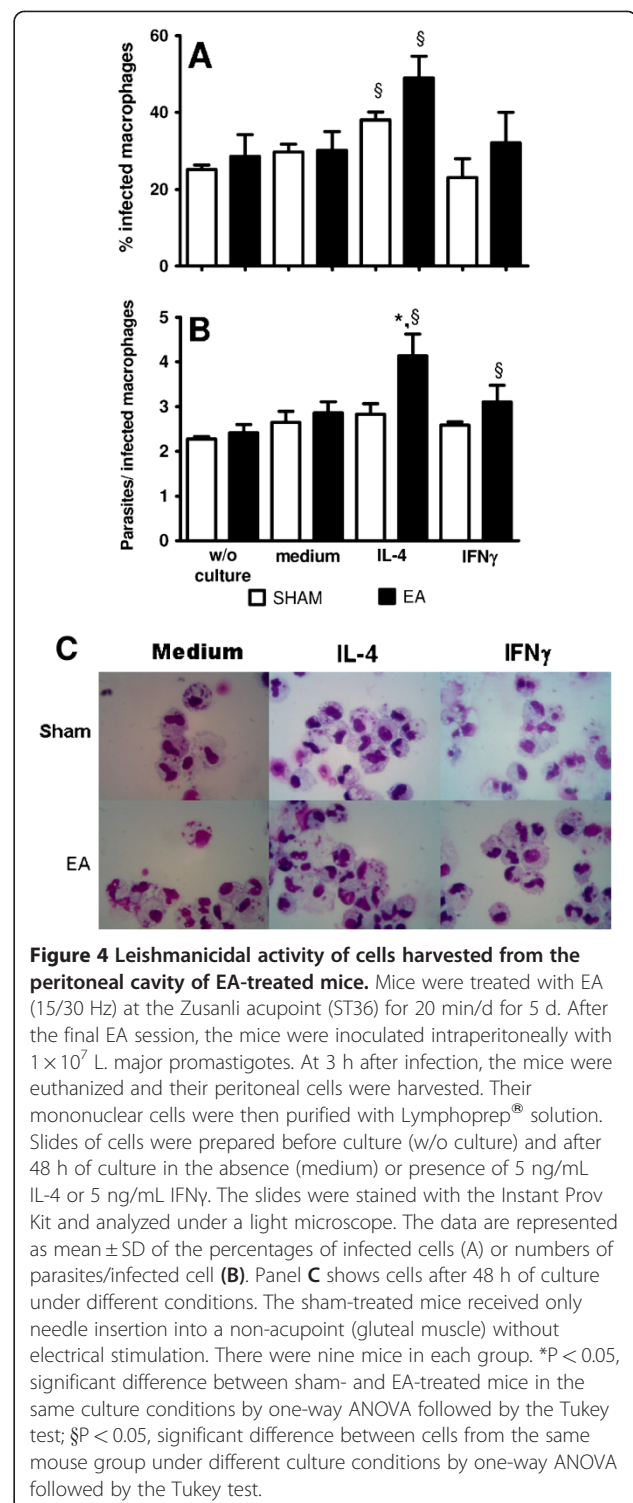 A
% infected macrophages
60
40
20
0
§
§
B
Parasites/ infected macrophages
5
4
3
2
1
0
*,§
§
w/o culture
medium
IL-4
IFNγ
SHAM
EA
C
Medium
IL-4
IFNγ
Sham
EA
Figure 4 Leishmanicidal activity of cells harvested from the
peritoneal cavity of EA-treated mice. Mice were treated with EA
(15/30 Hz) at the Zusanli acupoint (ST36) for 20 min/d for 5 d. After
the final EA session, the mice were inoculated intraperitoneally with
1 × 10⁷ L. major promastigotes. At 3 h after infection, the mice were
euthanized and their peritoneal cells were harvested. Their
mononuclear cells were then purified with Lymphoprep® solution.
Slides of cells were prepared before culture (w/o culture) and after
48 h of culture in the absence (medium) or presence of 5 ng/mL
IL-4 or 5 ng/mL IFNγ. The slides were stained with the Instant Prov
Kit and analyzed under a light microscope. The data are represented
as mean ± SD of the percentages of infected cells (A) or numbers of
parasites/infected cell (B). Panel C shows cells after 48 h of culture
under different conditions. The sham-treated mice received only
needle insertion into a non-acupoint (gluteal muscle) without
electrical stimulation. There were nine mice in each group. *P < 0.05,
significant difference between sham- and EA-treated mice in the
same culture conditions by one-way ANOVA followed by the Tukey
test; §P < 0.05, significant difference between cells from the same
mouse group under different culture conditions by one-way ANOVA
followed by the Tukey test.